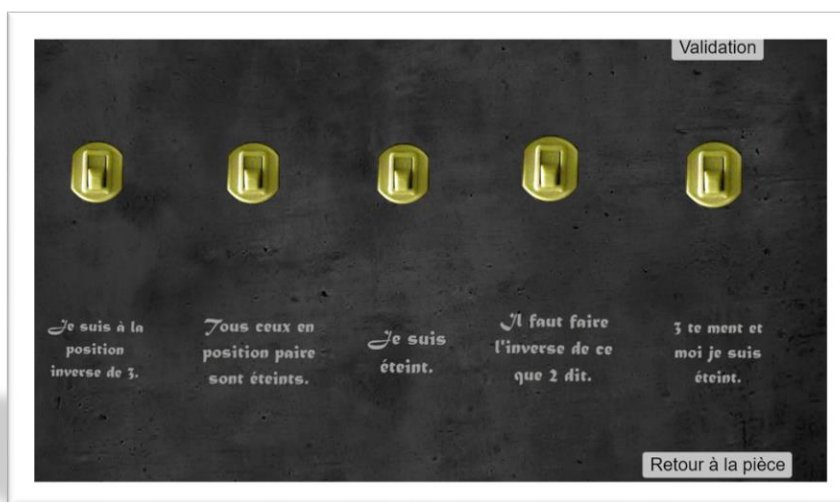 Validation
Je suis à la
position
inverse de 3.
Tous ceux en
position paire
sont éteints.
Je suis
éteint.
Il faut faire
l'inverse de ce
que 2 dit.
3 te ment et
moi je suis
éteint.
Retour à la pièce